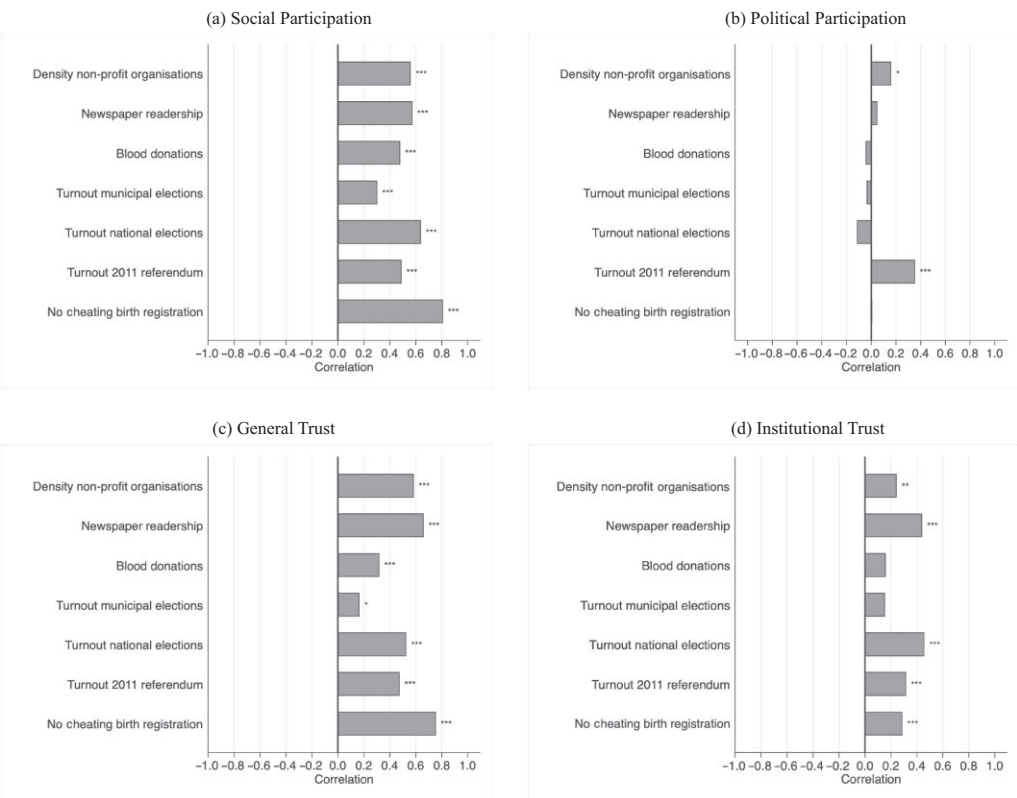 (a) Social Participation
Density non-profit organisations ***
Newspaper readership ***
Blood donations ***
Turnout municipal elections ***
Turnout national elections ***
Turnout 2011 referendum ***
No cheating birth registration ***
−1.0 −0.8 −0.6 −0.4 −0.2 0.0 0.2 0.4 0.6 0.8 1.0
Correlation
(b) Political Participation
Density non-profit organisations *
Newspaper readership
Blood donations
Turnout municipal elections
Turnout national elections
Turnout 2011 referendum ***
No cheating birth registration
−1.0 −0.8 −0.6 −0.4 −0.2 0.0 0.2 0.4 0.6 0.8 1.0
Correlation
(c) General Trust
Density non-profit organisations ***
Newspaper readership ***
Blood donations ***
Turnout municipal elections *
Turnout national elections ***
Turnout 2011 referendum ***
No cheating birth registration ***
−1.0 −0.8 −0.6 −0.4 −0.2 0.0 0.2 0.4 0.6 0.8 1.0
Correlation
(d) Institutional Trust
Density non-profit organisations **
Newspaper readership ***
Blood donations
Turnout municipal elections
Turnout national elections ***
Turnout 2011 referendum ***
No cheating birth registration ***
−1.0 −0.8 −0.6 −0.4 −0.2 0.0 0.2 0.4 0.6 0.8 1.0
Correlation